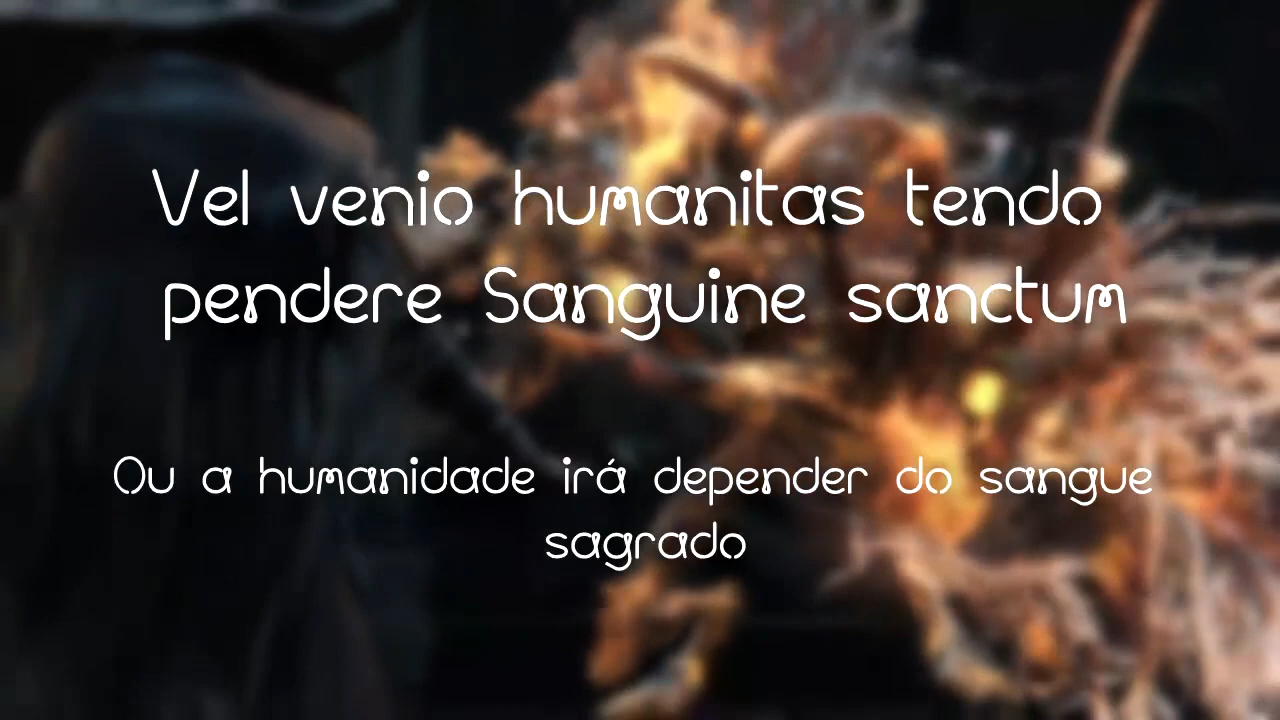 Vel venio humanitas tendo
pendere Sanguine sanctum
Ou a humanidade irá depender do sangue
sagrado